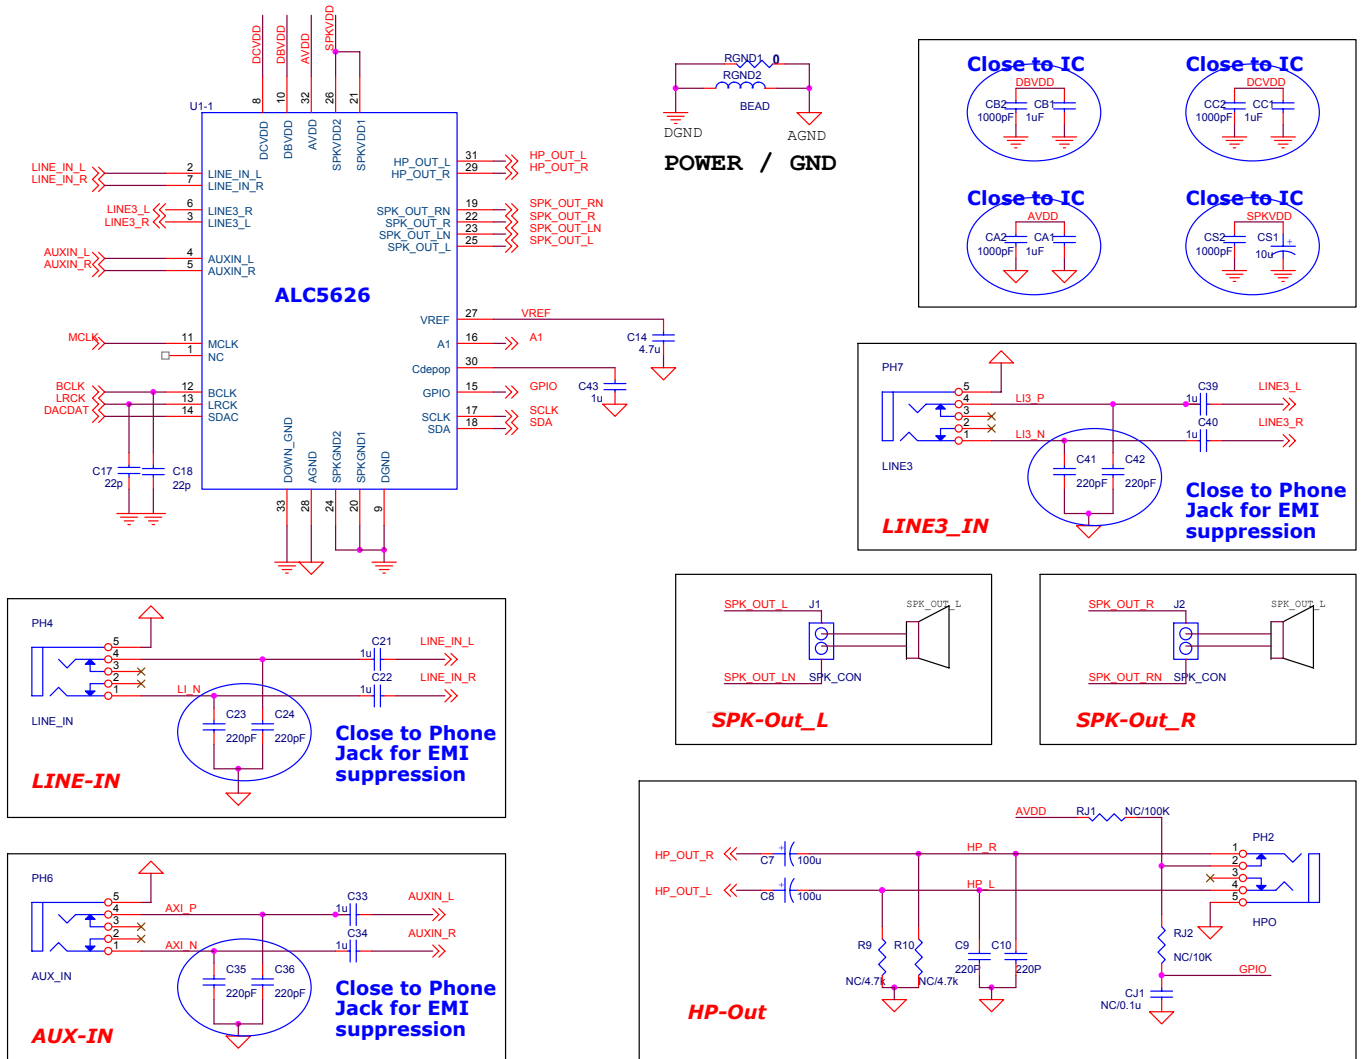 DCVDD
DBVDD
AVDD
SPKVDD
8
10
32
26
21
U1-1
DCVDD
DBVDD
AVDD
SPKVDD2
SPKVDD1
LINE_IN_L 2 LINE_IN_L
LINE_IN_R 7 LINE_IN_R
LINE3_L 6 LINE3_R
LINE3_R 3 LINE3_L
AUXIN_L 4 AUXIN_L
AUXIN_R 5 AUXIN_R
MCLK 11 MCLK
1 NC
BCLK 12 BCLK
LRCK 13 LRCK
DACDAT 14 SDAC
ALC5626
HP_OUT_L 31 HP_OUT_L
HP_OUT_R 29 HP_OUT_R
SPK_OUT_RN 19 SPK_OUT_RN
SPK_OUT_R 22 SPK_OUT_R
SPK_OUT_LN 23 SPK_OUT_LN
SPK_OUT_L 25 SPK_OUT_L
VREF 27 VREF
A1 16 A1
Cdepop 30
GPIO 15 GPIO
SCLK 17 SCLK
SDA 18 SDA
C14
4.7u
C43
1u
DOWN_GND
AGND
SPKGND2
SPKGND1
DGND
33
28
24
20
9
C17
22p
C18
22p
RGND1 0
RGND2
BEAD
DGND
AGND
POWER / GND
Close to IC
DBVDD
CB2 CB1
1000pF 1uF
Close to IC
DCVDD
CC2 CC1
1000pF 1uF
Close to IC
AVDD
CA2 CA1
1000pF 1uF
Close to IC
SPKVDD
CS2 CS1
1000pF 10u
+
PH7
5
4
3
2
1
LINE3
LI3_P
LI3_N
C39
1u
LINE3_L
C40
1u
LINE3_R
C41 C42
220pF 220pF
Close to Phone
Jack for EMI
suppression
LINE3_IN
PH4
5
4
3
2
1
LINE_IN
LI_N
C21
1u
LINE_IN_L
C22
1u
LINE_IN_R
C23 C24
220pF 220pF
Close to Phone
Jack for EMI
suppression
LINE-IN
SPK_OUT_L
J1
SPK_OUT_L
SPK_OUT_LN
SPK_CON
SPK-Out_L
SPK_OUT_R
J2
SPK_OUT_L
SPK_OUT_RN
SPK_CON
SPK-Out_R
PH6
5
4
3
2
1
AUX_IN
AXI_P
AXI_N
C33
1u
AUXIN_L
C34
1u
AUXIN_R
C35 C36
220pF 220pF
Close to Phone
Jack for EMI
suppression
AUX-IN
AVDD
RJ1
NC/100K
HP_OUT_R
C7
+
100u
HP_R
HP_OUT_L
C8
+
100u
HP_L
PH2
1
2
3
4
5
HPO
R9
NC/4.7k
R10
NC/4.7k
C9
220P
C10
220P
RJ2
NC/10K
GPIO
CJ1
NC/0.1u
HP-Out